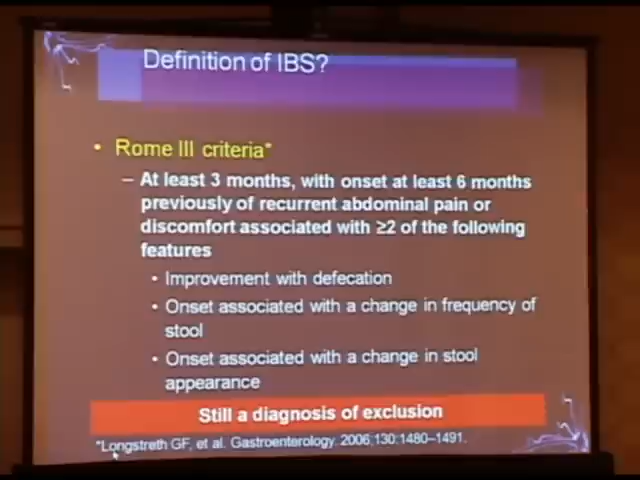 Definition of IBS?
• Rome III criteria*
– At least 3 months, with onset at least 6 months
previously of recurrent abdominal pain or
discomfort associated with ≥2 of the following
features
• Improvement with defecation
• Onset associated with a change in frequency of
stool
• Onset associated with a change in stool
appearance
Still a diagnosis of exclusion
*Longstreth GF, et al. Gastroenterology. 2006;130:1480–1491.